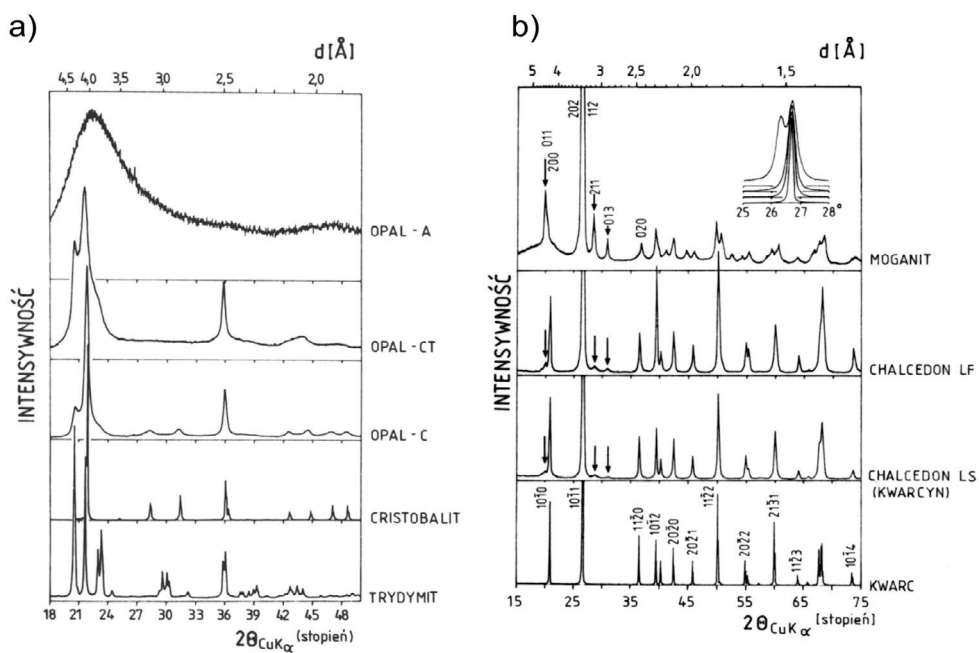 a)
d [Å]
4,5 4,0 3,5 3,0 2,5 2,0
INTENSYWNOŚĆ
OPAL - A
OPAL - CT
OPAL - C
CRISTOBALIT
TRYDYMIT
18 21 24 27 30 33 36 39 42 45 48
2ΘCuKα (stopień)
b)
d [Å]
5 4 3 2,5 2,0 1,5
INTENSYWNOŚĆ
202
112
011
200
211
013
020
25 26 27 28°
MOGANIT
CHALCEDON LF
CHALCEDON LS
(KWARCYN)
101̄0
101̄1
112̄0
101̄2
202̄0
202̄1
112̄2
202̄2
213̄1
112̄3
101̄4
KWARC
15 25 35 45 55 65 75
2ΘCuKα [stopień]